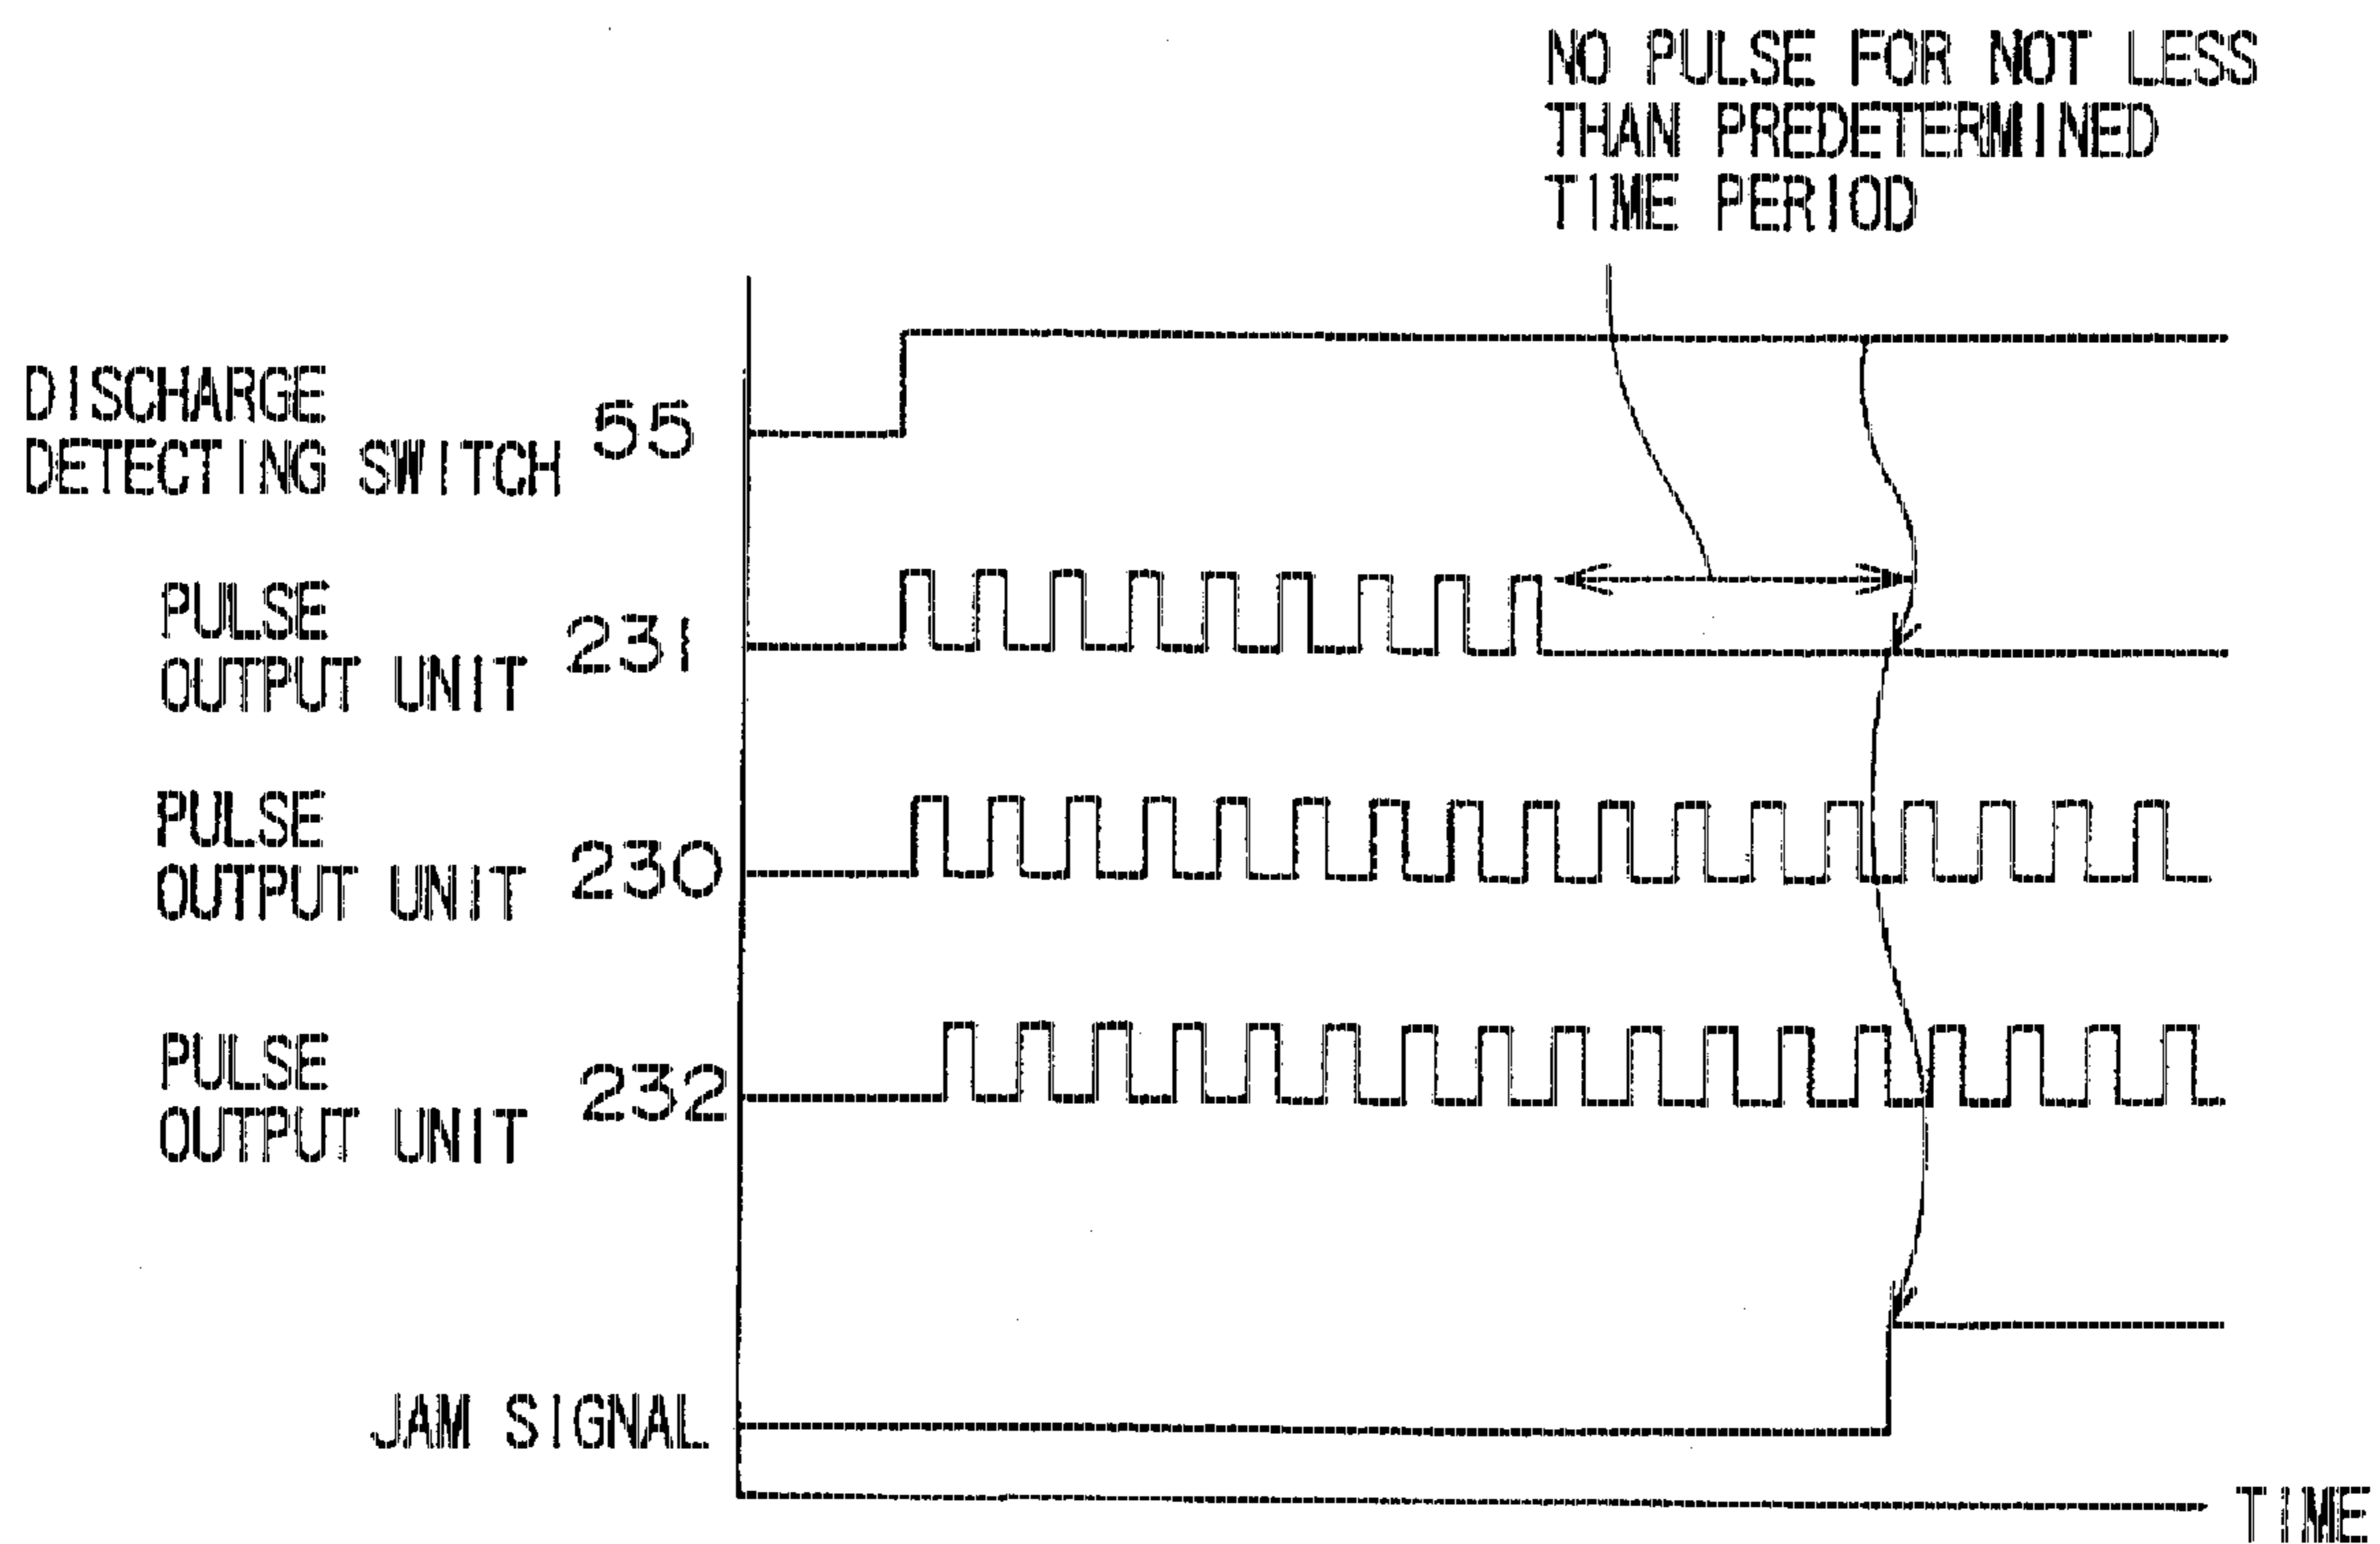 NO PULSE FOR NOT LESS
THAN PREDETERMINED
TIME PERIOD
DISCHARGE
DETECTING SWITCH 55
PULSE
OUTPUT UNIT 231
PULSE
OUTPUT UNIT 230
PULSE
OUTPUT UNIT 232
JAM SIGNAL
TIME